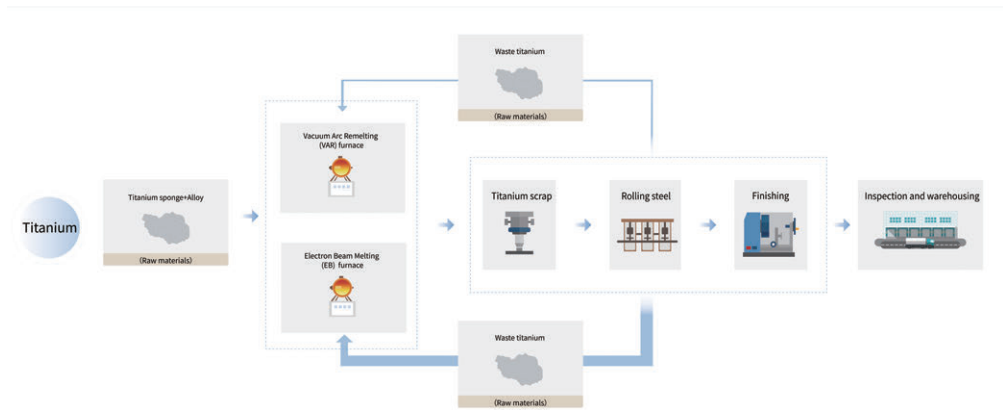 Titanium
Titanium sponge+Alloy
(Raw materials)
Vacuum Arc Remelting
(VAR) furnace
Electron Beam Melting
(EB) furnace
Waste titanium
(Raw materials)
Titanium scrap
Rolling steel
Finishing
Inspection and warehousing
Waste titanium
(Raw materials)